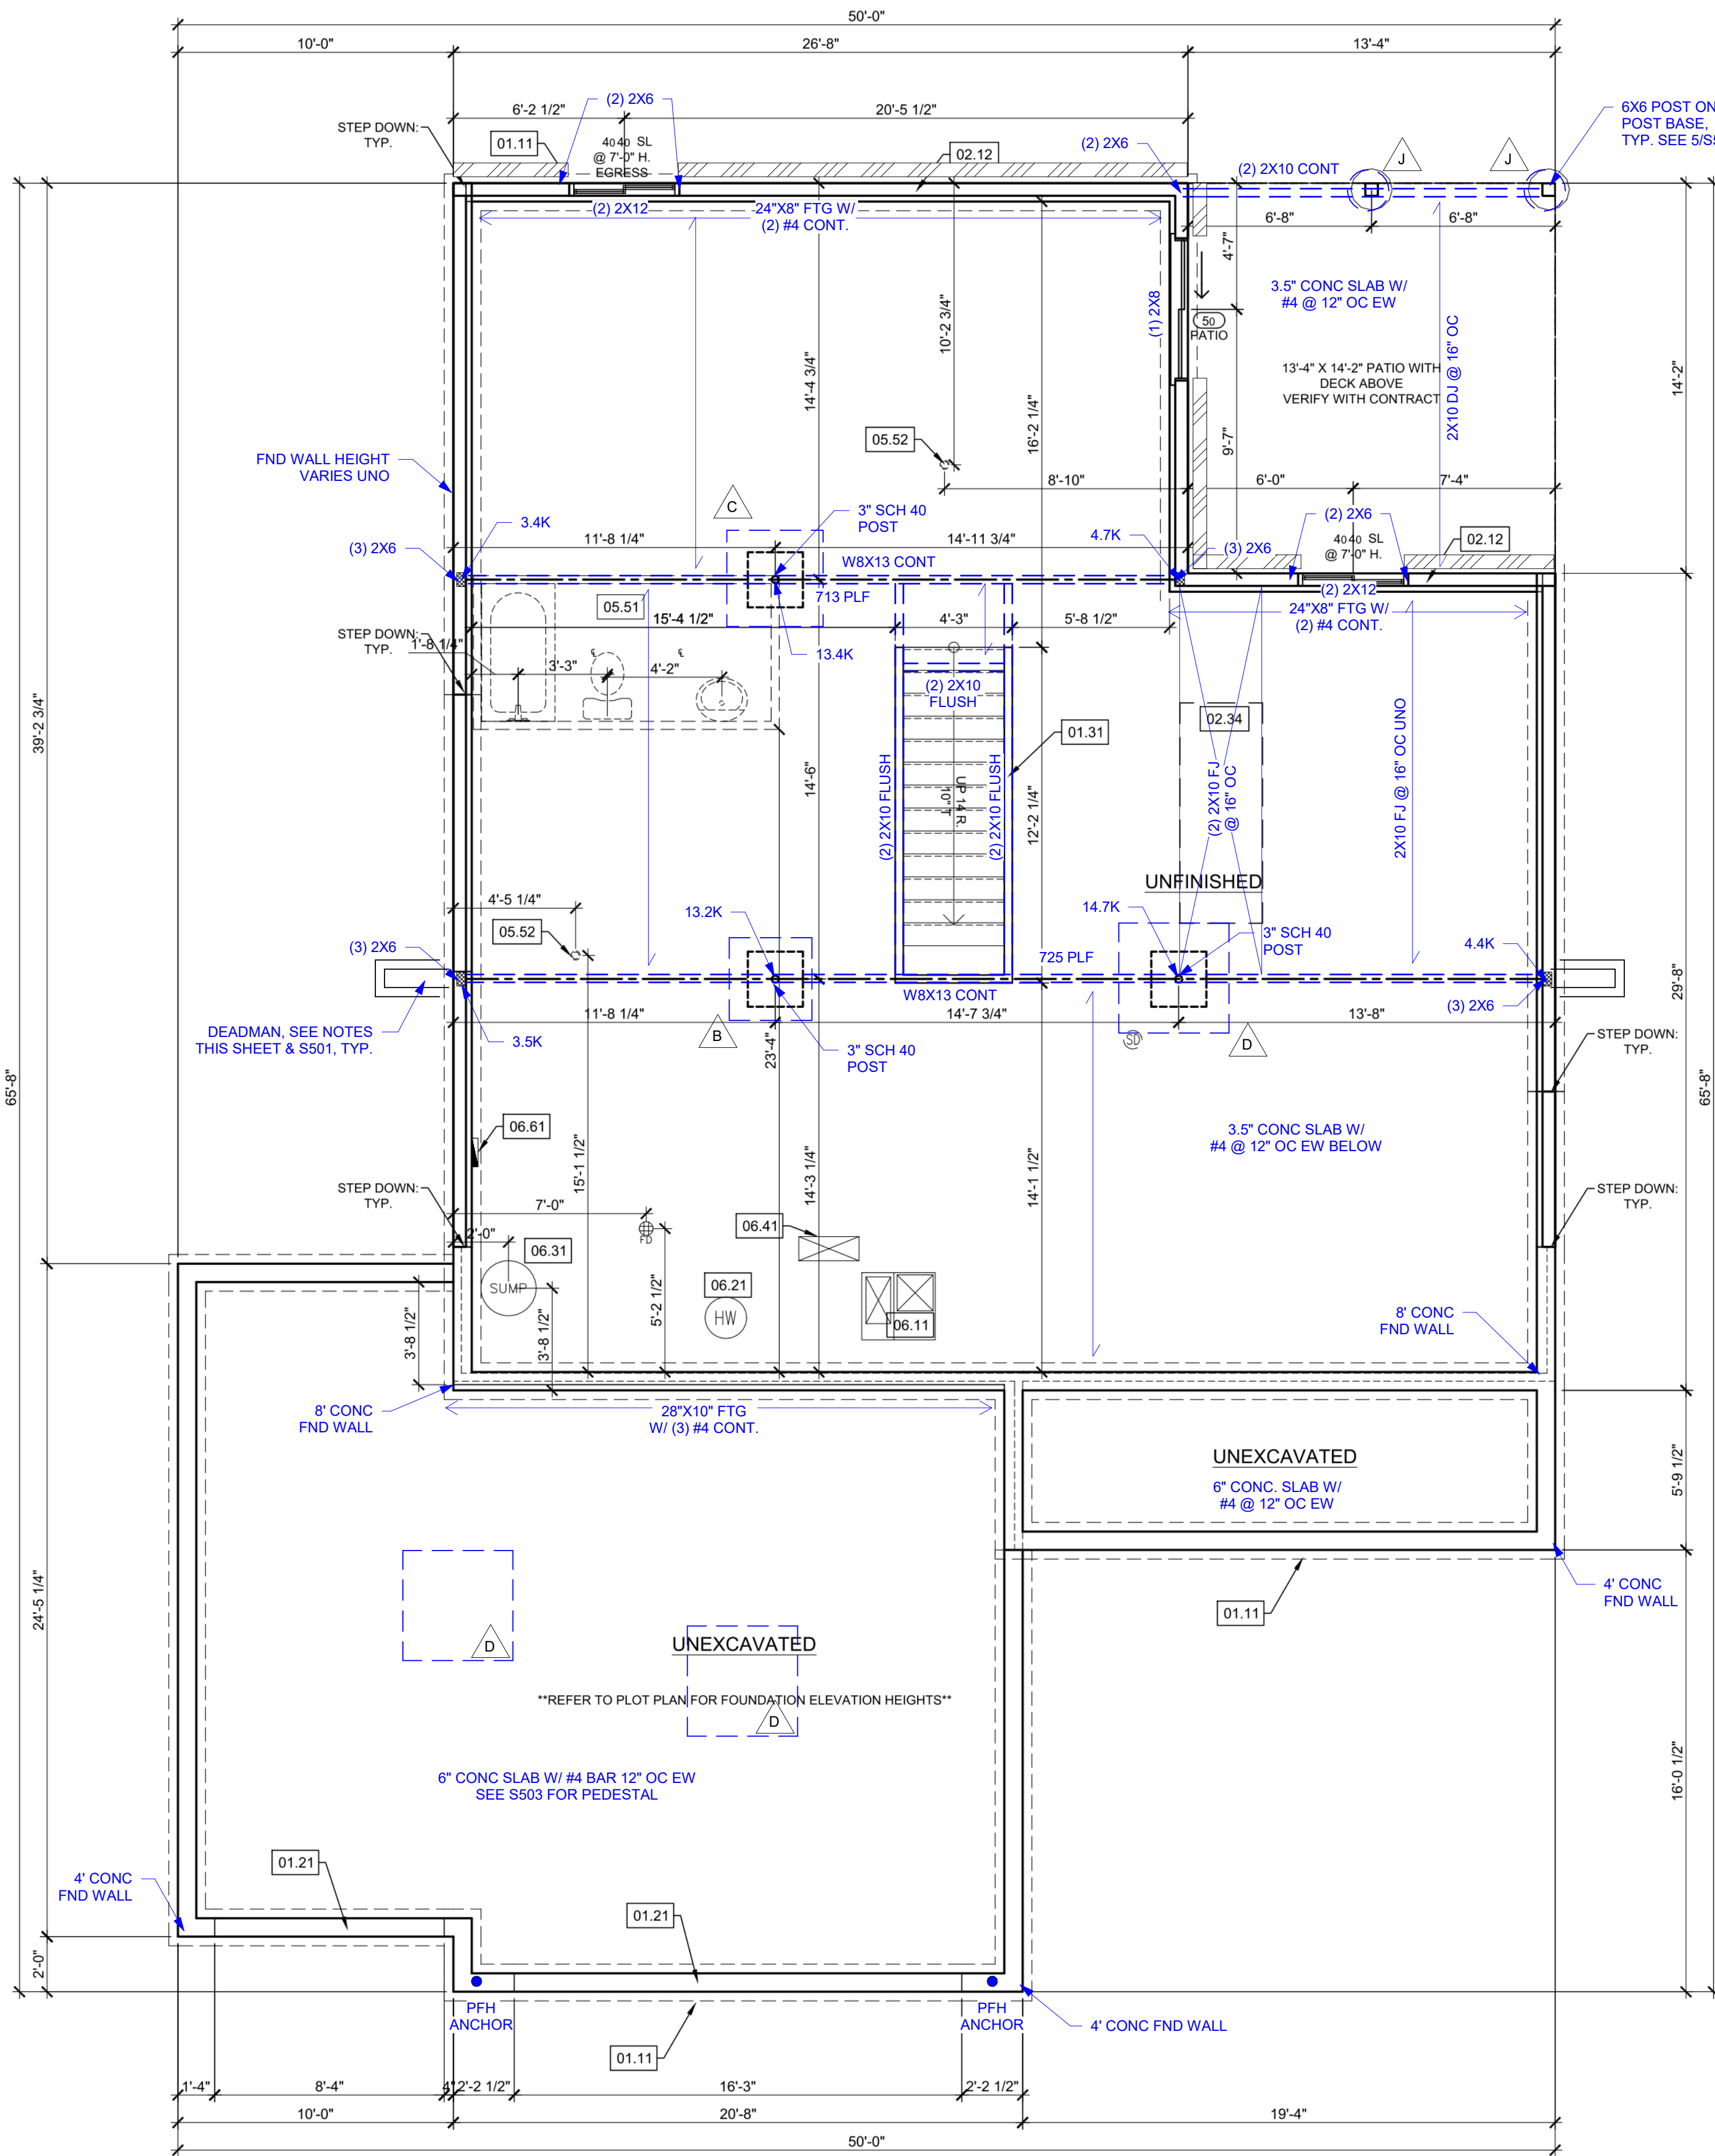 50'-0"
10'-0"
26'-8"
13'-4"
6'-2 1/2"
(2) 2X6
20'-5 1/2"
STEP DOWN:
TYP.
01.11
4040 SL
@ 7'-0" H.
EGRESS
02.12
(2) 2X6
(2) 2X10 CONT
J
J
6X6 POST ON
POST BASE,
TYP. SEE 5/S5
(2) 2X12
24"X8" FTG W/
(2) #4 CONT.
6'-8"
6'-8"
4'-7"
3.5" CONC SLAB W/
#4 @ 12" OC EW
(1) 2X8
50
PATIO
10'-2 3/4"
14'-4 3/4"
16'-2 1/4"
13'-4" X 14'-2" PATIO WITH
DECK ABOVE
VERIFY WITH CONTRACT
2X10 DJ @ 16" OC
14'-2"
9'-7"
05.52
FND WALL HEIGHT
VARIES UNO
8'-10"
6'-0"
7'-4"
C
3" SCH 40
POST
3.4K
(3) 2X6
4.7K
(3) 2X6
(2) 2X6
4040 SL
@ 7'-0" H.
02.12
11'-8 1/4"
14'-11 3/4"
W8X13 CONT
713 PLF
05.51
(2) 2X12
24"X8" FTG W/
(2) #4 CONT.
15'-4 1/2"
4'-3"
5'-8 1/2"
STEP DOWN:
TYP.
1'-8 1/4"
3'-3"
4'-2"
13.4K
(2) 2X10
FLUSH
01.31
02.34
39'-2 3/4"
14'-6"
(2) 2X10 FLUSH
UP 14 R.
10" T
(2) 2X10 FLUSH
12'-2 1/4"
(2) 2X10 FJ
@ 16" OC
2X10 FJ @ 16" OC UNO
UNFINISHED
4'-5 1/4"
05.52
13.2K
14.7K
3" SCH 40
POST
(3) 2X6
725 PLF
4.4K
W8X13 CONT
(3) 2X6
29'-8"
11'-8 1/4"
14'-7 3/4"
13'-8"
DEADMAN, SEE NOTES
THIS SHEET & S501, TYP.
3.5K
B
23'-4"
3" SCH 40
POST
SD
D
STEP DOWN:
TYP.
65'-8"
65'-8"
06.61
3.5" CONC SLAB W/
#4 @ 12" OC EW BELOW
15'-1 1/2"
14'-3 1/4"
14'-1 1/2"
STEP DOWN:
TYP.
STEP DOWN:
TYP.
7'-0"
2'-0"
06.31
FD
06.41
SUMP
06.21
HW
06.11
5'-2 1/2"
3'-8 1/2"
3'-8 1/2"
8' CONC
FND WALL
8' CONC
FND WALL
28"X10" FTG
W/ (3) #4 CONT.
UNEXCAVATED
6" CONC. SLAB W/
#4 @ 12" OC EW
5'-9 1/2"
24'-5 1/4"
4' CONC
FND WALL
01.11
D
UNEXCAVATED
**REFER TO PLOT PLAN FOR FOUNDATION ELEVATION HEIGHTS**
D
6" CONC SLAB W/ #4 BAR 12" OC EW
SEE S503 FOR PEDESTAL
16'-0 1/2"
01.21
4' CONC
FND WALL
01.21
2'-0"
PFH
ANCHOR
PFH
ANCHOR
4' CONC FND WALL
01.11
1'-4"
8'-4"
4"
2'-2 1/2"
16'-3"
2'-2 1/2"
10'-0"
20'-8"
19'-4"
50'-0"